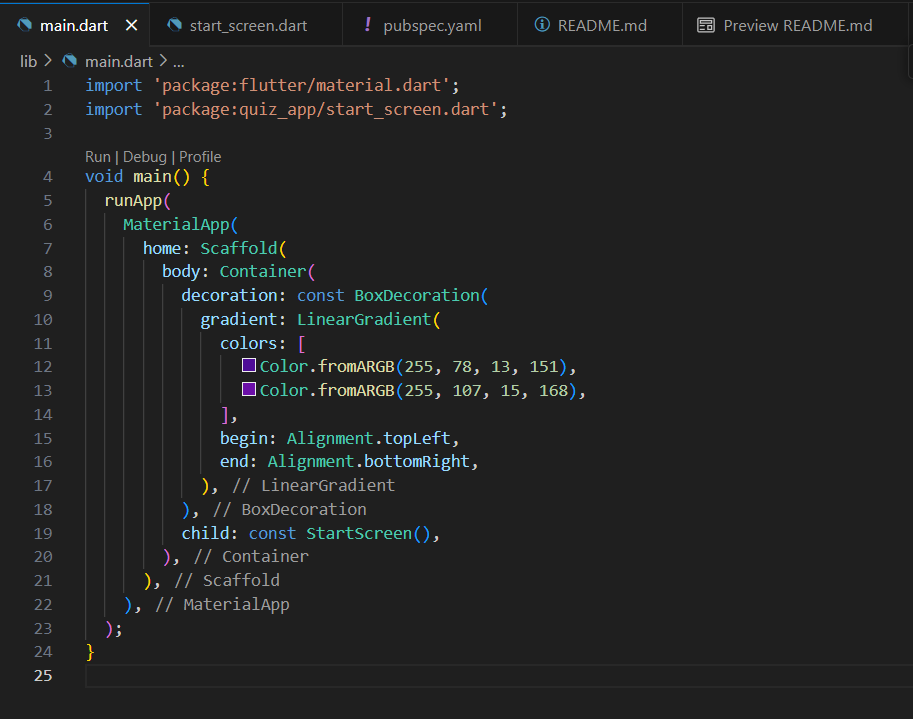 main.dart
start_screen.dart
! pubspec.yaml
README.md
Preview README.md
lib > main.dart > ...
1 import 'package:flutter/material.dart';
2 import 'package:quiz_app/start_screen.dart';
3
Run | Debug | Profile
4 void main() {
5   runApp(
6     MaterialApp(
7       home: Scaffold(
8         body: Container(
9           decoration: const BoxDecoration(
10             gradient: LinearGradient(
11               colors: [
12                 Color.fromARGB(255, 78, 13, 151),
13                 Color.fromARGB(255, 107, 15, 168),
14               ],
15               begin: Alignment.topLeft,
16               end: Alignment.bottomRight,
17             ), // LinearGradient
18           ), // BoxDecoration
19           child: const StartScreen(),
20         ), // Container
21       ), // Scaffold
22     ), // MaterialApp
23   );
24 }
25